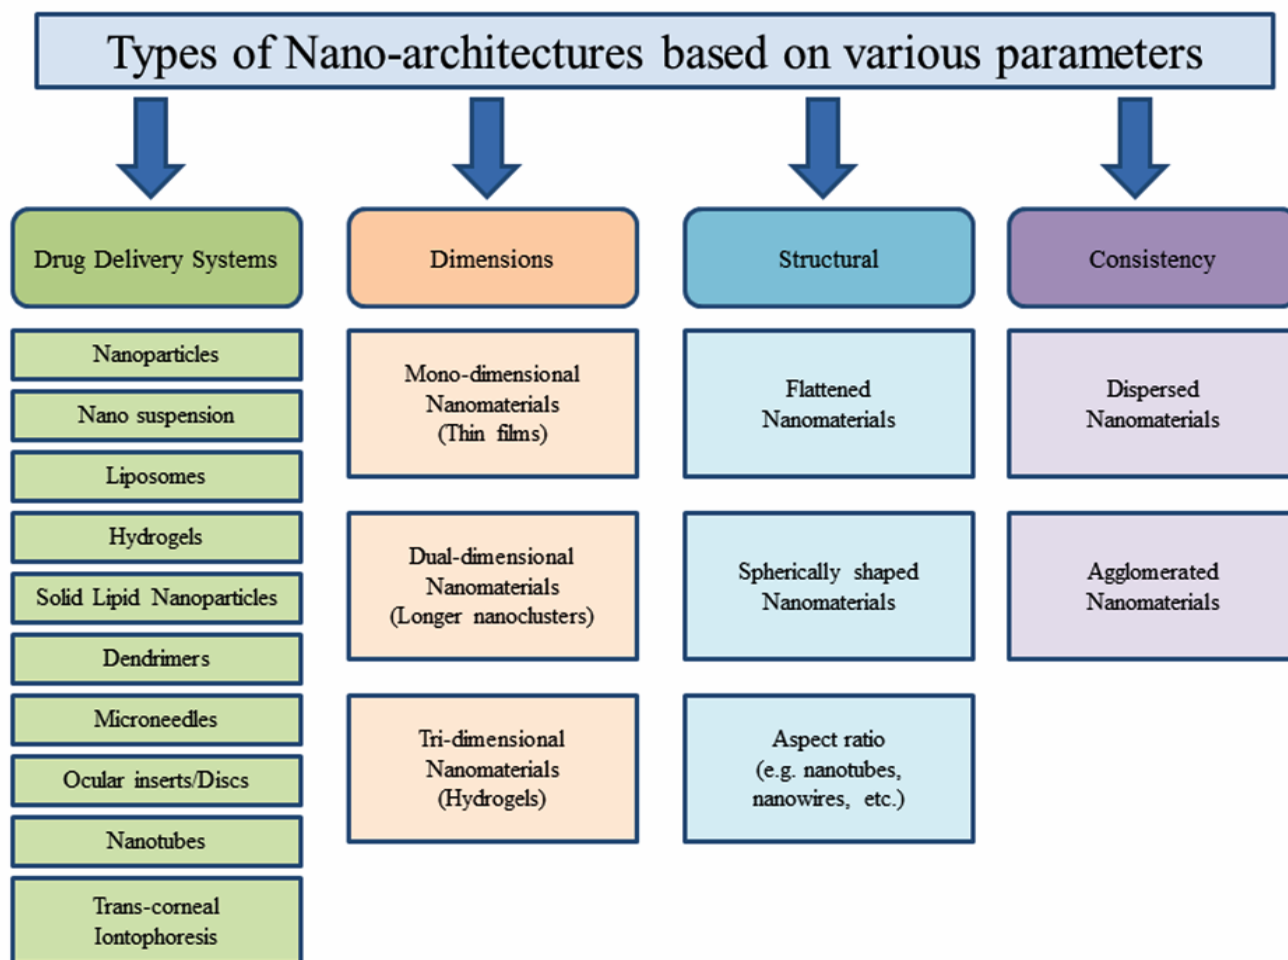 Types of Nano-architectures based on various parameters
Drug Delivery Systems
Nanoparticles
Nano suspension
Liposomes
Hydrogels
Solid Lipid Nanoparticles
Dendrimers
Microneedles
Ocular inserts/Discs
Nanotubes
Trans-corneal
Iontophoresis
Dimensions
Mono-dimensional
Nanomaterials
(Thin films)
Dual-dimensional
Nanomaterials
(Longer nanoclusters)
Tri-dimensional
Nanomaterials
(Hydrogels)
Structural
Flattened
Nanomaterials
Spherically shaped
Nanomaterials
Aspect ratio
(e.g. nanotubes,
nanowires, etc.)
Consistency
Dispersed
Nanomaterials
Agglomerated
Nanomaterials